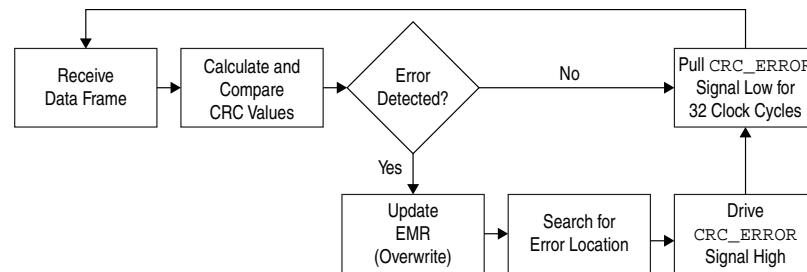 Receive
Data Frame
Calculate and
Compare
CRC Values
Error
Detected?
No
Pull CRC_ERROR
Signal Low for
32 Clock Cycles
Yes
Update
EMR
(Overwrite)
Search for
Error Location
Drive
CRC_ERROR
Signal High